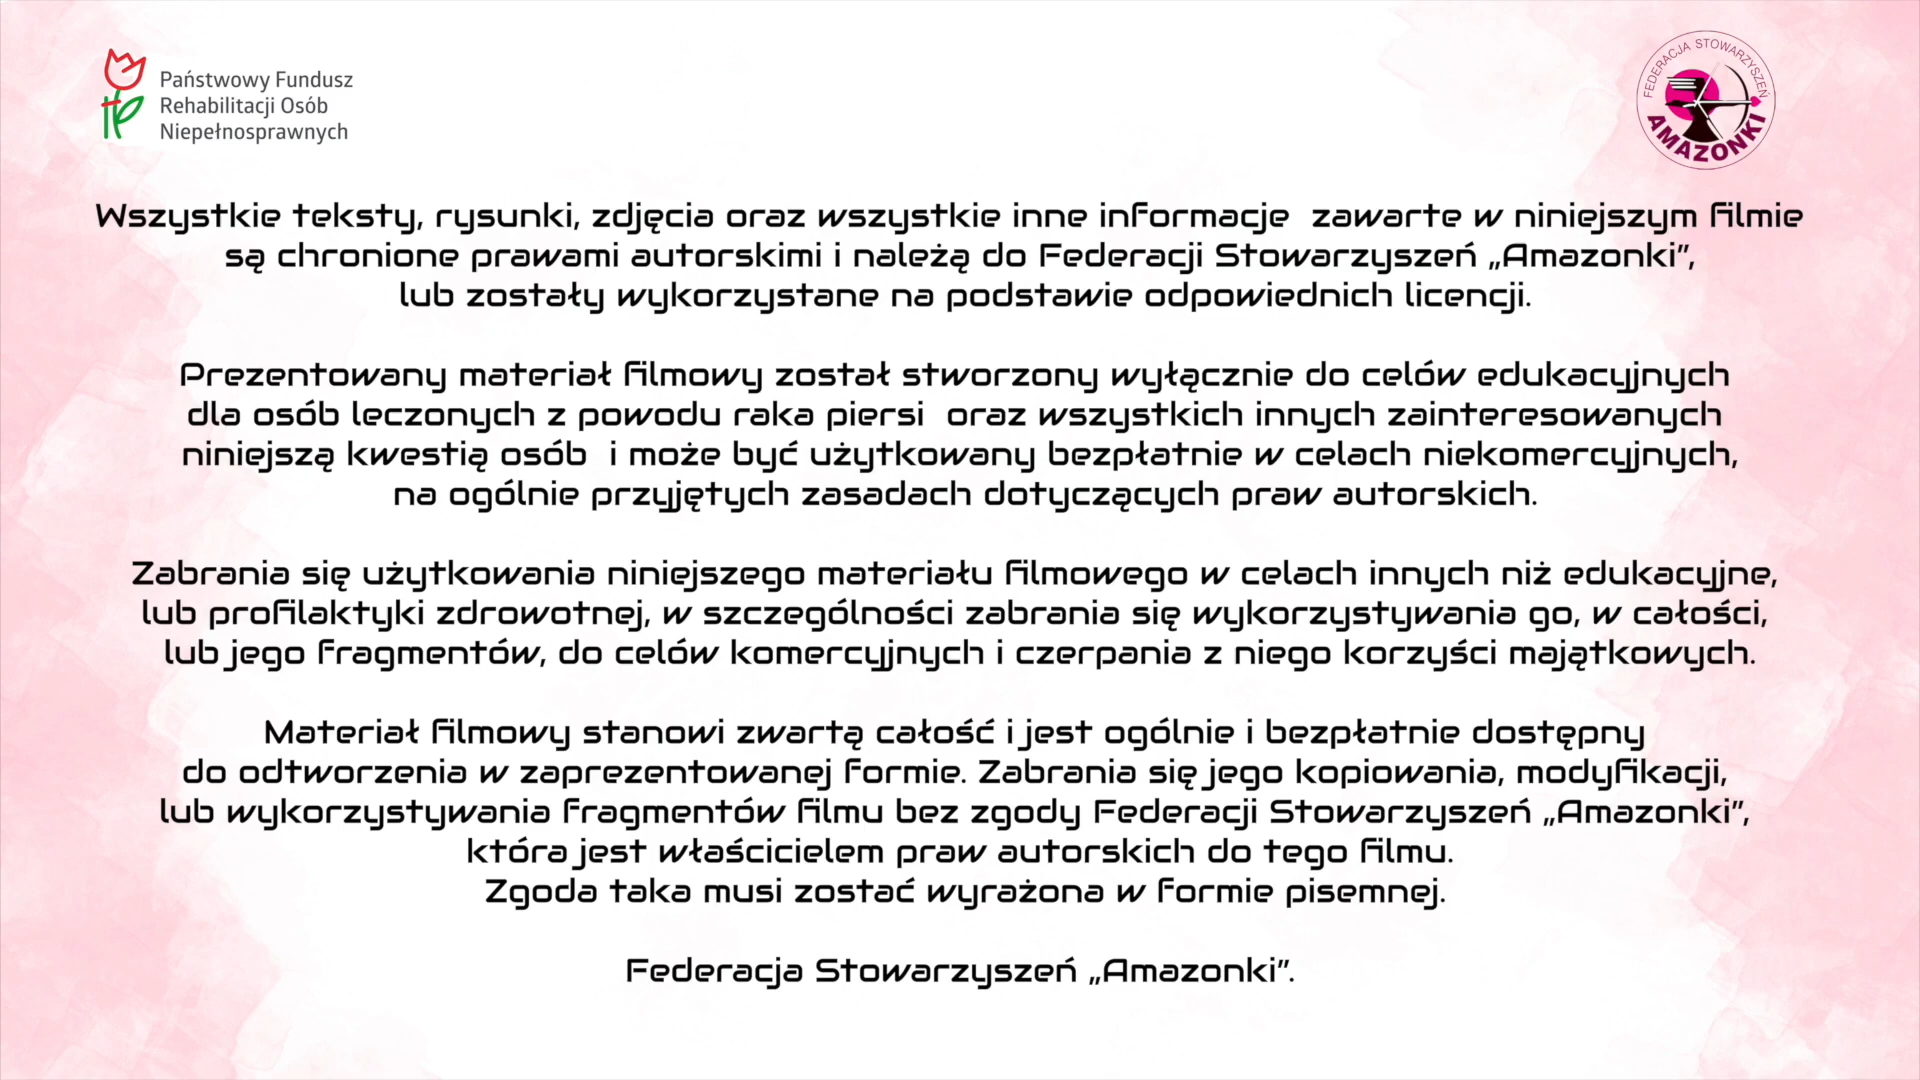 Państwowy Fundusz
Rehabilitacji Osób
Niepełnosprawnych
FEDERACJA STOWARZYSZEŃ
AMAZONKI
Wszystkie teksty, rysunki, zdjęcia oraz wszystkie inne informacje zawarte w niniejszym filmie
są chronione prawami autorskimi i należą do Federacji Stowarzyszeń „Amazonki”,
lub zostały wykorzystane na podstawie odpowiednich licencji.
Prezentowany materiał filmowy został stworzony wyłącznie do celów edukacyjnych
dla osób leczonych z powodu raka piersi oraz wszystkich innych zainteresowanych
niniejszą kwestią osób i może być użytkowany bezpłatnie w celach niekomercyjnych,
na ogólnie przyjętych zasadach dotyczących praw autorskich.
Zabrania się użytkowania niniejszego materiału filmowego w celach innych niż edukacyjne,
lub profilaktyki zdrowotnej, w szczególności zabrania się wykorzystywania go, w całości,
lub jego fragmentów, do celów komercyjnych i czerpania z niego korzyści majątkowych.
Materiał filmowy stanowi zwartą całość i jest ogólnie i bezpłatnie dostępny
do odtworzenia w zaprezentowanej formie. Zabrania się jego kopiowania, modyfikacji,
lub wykorzystywania fragmentów filmu bez zgody Federacji Stowarzyszeń „Amazonki”,
która jest właścicielem praw autorskich do tego filmu.
Zgoda taka musi zostać wyrażona w formie pisemnej.
Federacja Stowarzyszeń „Amazonki”.